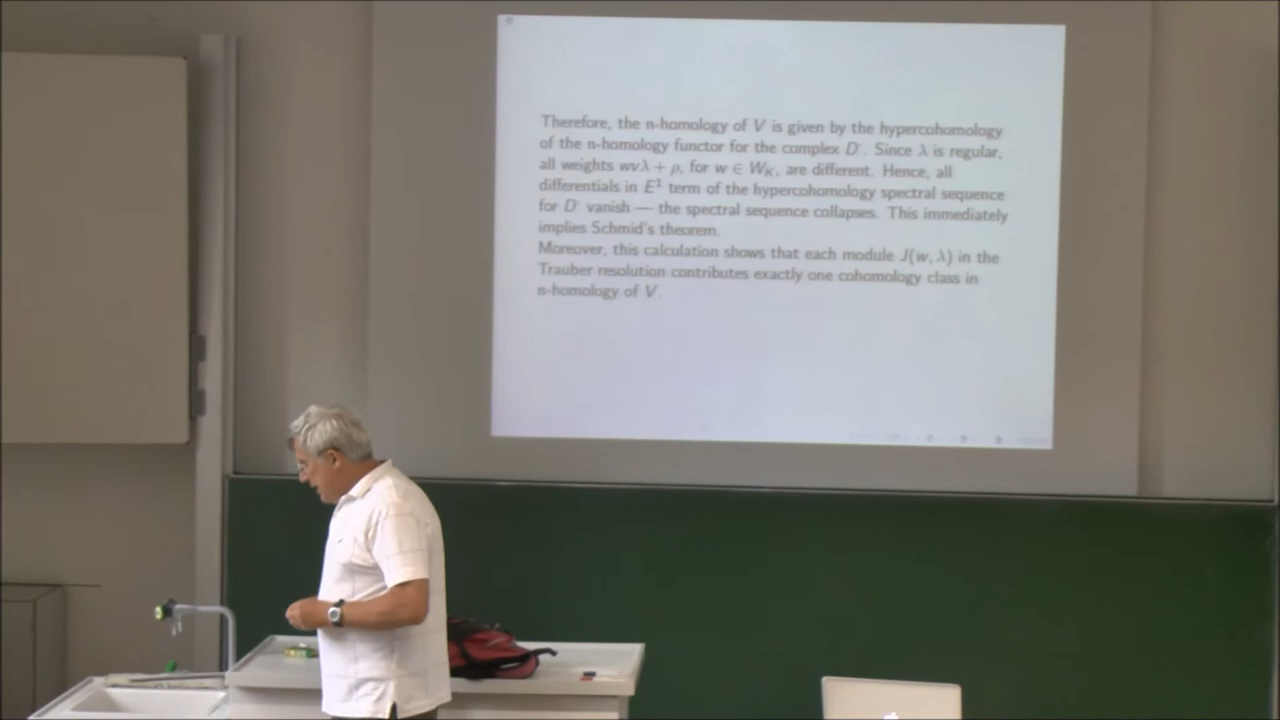 Therefore, the n-homology of V is given by the hypercohomology
of the n-homology functor for the complex D˙. Since λ is regular,
all weights wvλ + ρ, for w ∈ W_K, are different. Hence, all
differentials in E¹ term of the hypercohomology spectral sequence
for D˙ vanish — the spectral sequence collapses. This immediately
implies Schmid's theorem.
Moreover, this calculation shows that each module J(w, λ) in the
Trauber resolution contributes exactly one cohomology class in
n-homology of V.